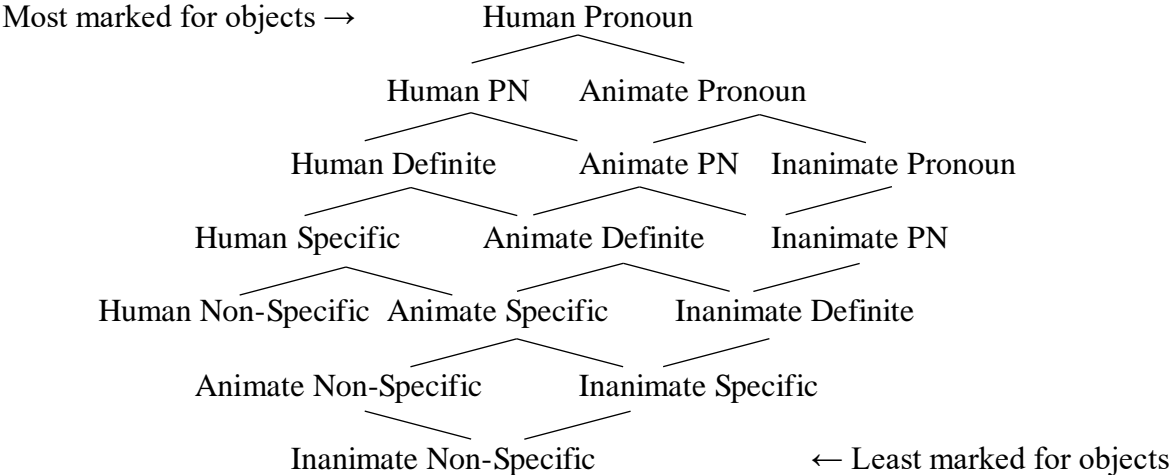 Most marked for objects → Human Pronoun
Human PN Animate Pronoun
Human Definite Animate PN Inanimate Pronoun
Human Specific Animate Definite Inanimate PN
Human Non-Specific Animate Specific Inanimate Definite
Animate Non-Specific Inanimate Specific
Inanimate Non-Specific ← Least marked for objects